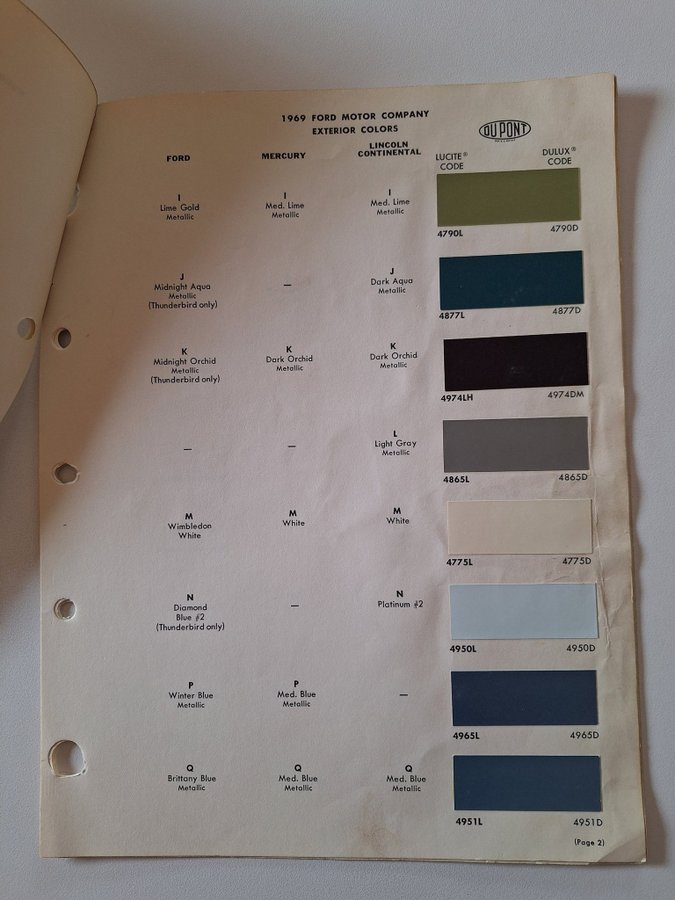 1969 FORD MOTOR COMPANY
EXTERIOR COLORS
DU PONT
FORD
MERCURY
LINCOLN
CONTINENTAL
LUCITE®
CODE
DULUX®
CODE
I
Lime Gold
Metallic
I
Med. Lime
Metallic
I
Med. Lime
Metallic
4790L
4790D
J
Midnight Aqua
Metallic
(Thunderbird only)
—
J
Dark Aqua
Metallic
4877L
4877D
K
Midnight Orchid
Metallic
(Thunderbird only)
K
Dark Orchid
Metallic
K
Dark Orchid
Metallic
4974LH
4974DM
—
—
L
Light Gray
Metallic
4865L
4865D
M
Wimbledon
White
M
White
M
White
4775L
4775D
N
Diamond
Blue #2
(Thunderbird only)
—
N
Platinum #2
4950L
4950D
P
Winter Blue
Metallic
P
Med. Blue
Metallic
—
4965L
4965D
Q
Brittany Blue
Metallic
Q
Med. Blue
Metallic
Q
Med. Blue
Metallic
4951L
4951D
(Page 2)